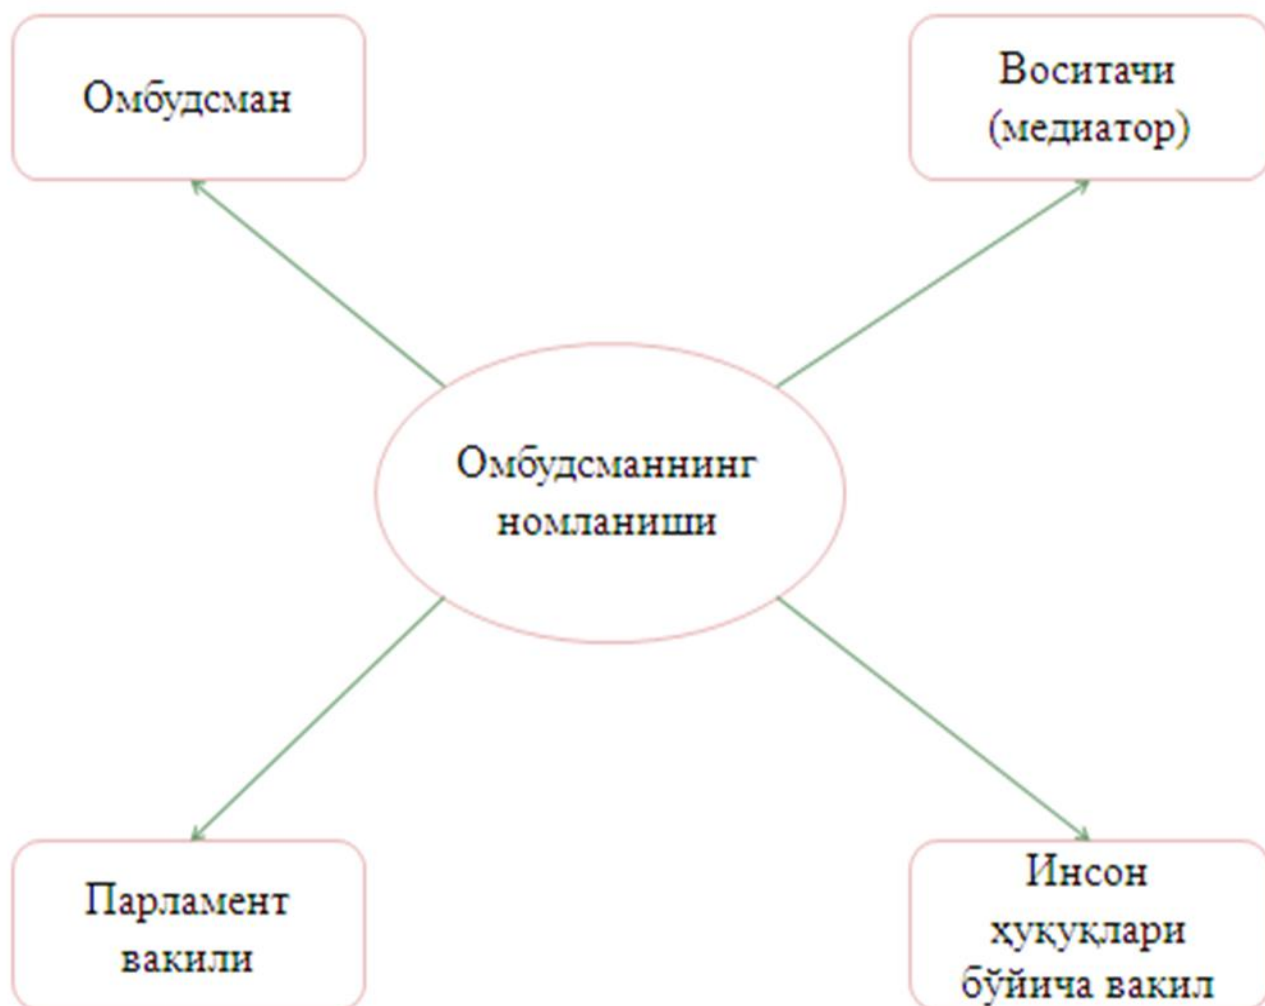 Омбудсман
Воситачи
(медиатор)
Омбудсманнинг
номланиши
Парламент
вакили
Инсон
ҳуқуқлари
бўйича вакил